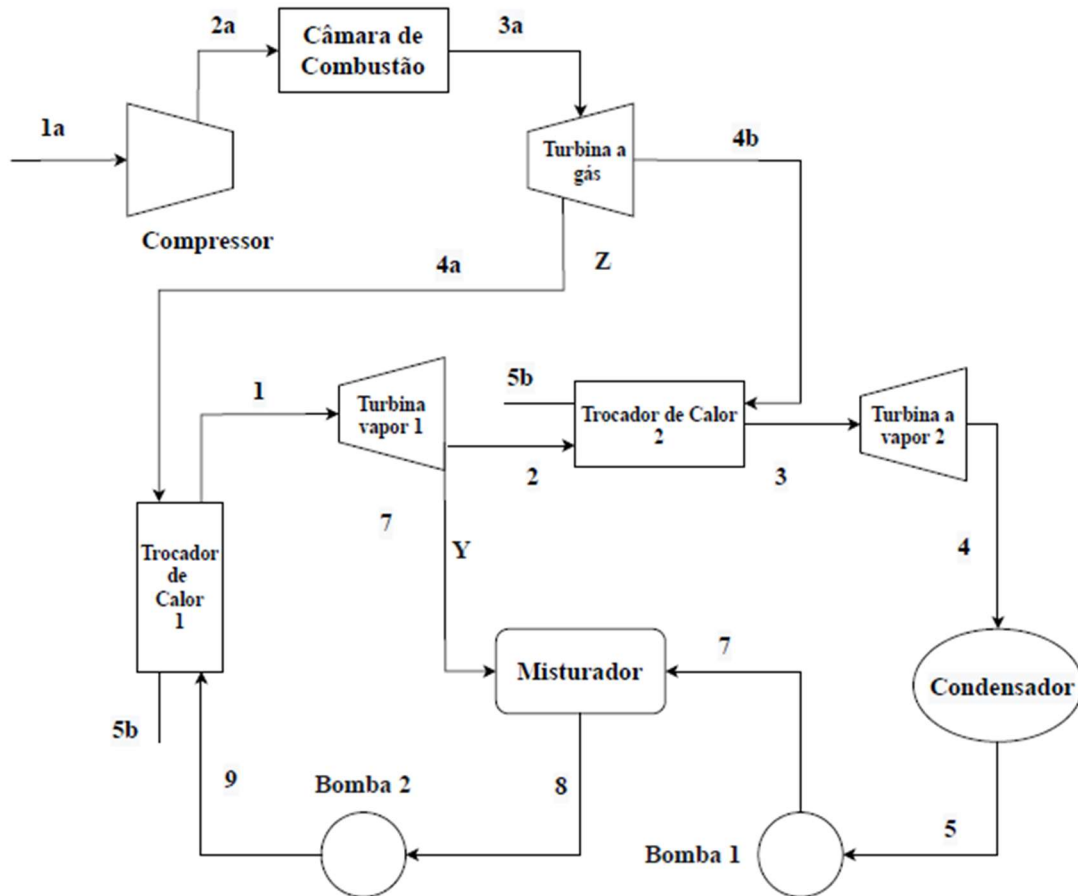 2a
Câmara de
Combustão
3a
1a
Turbina a
gás
4b
Compressor
4a
Z
1
Turbina
vapor 1
5b
Trocador de Calor
2
Turbina a
vapor 2
2
3
7
Y
4
Trocador
de
Calor
1
Misturador
7
Condensador
5b
9
Bomba 2
8
Bomba 1
5